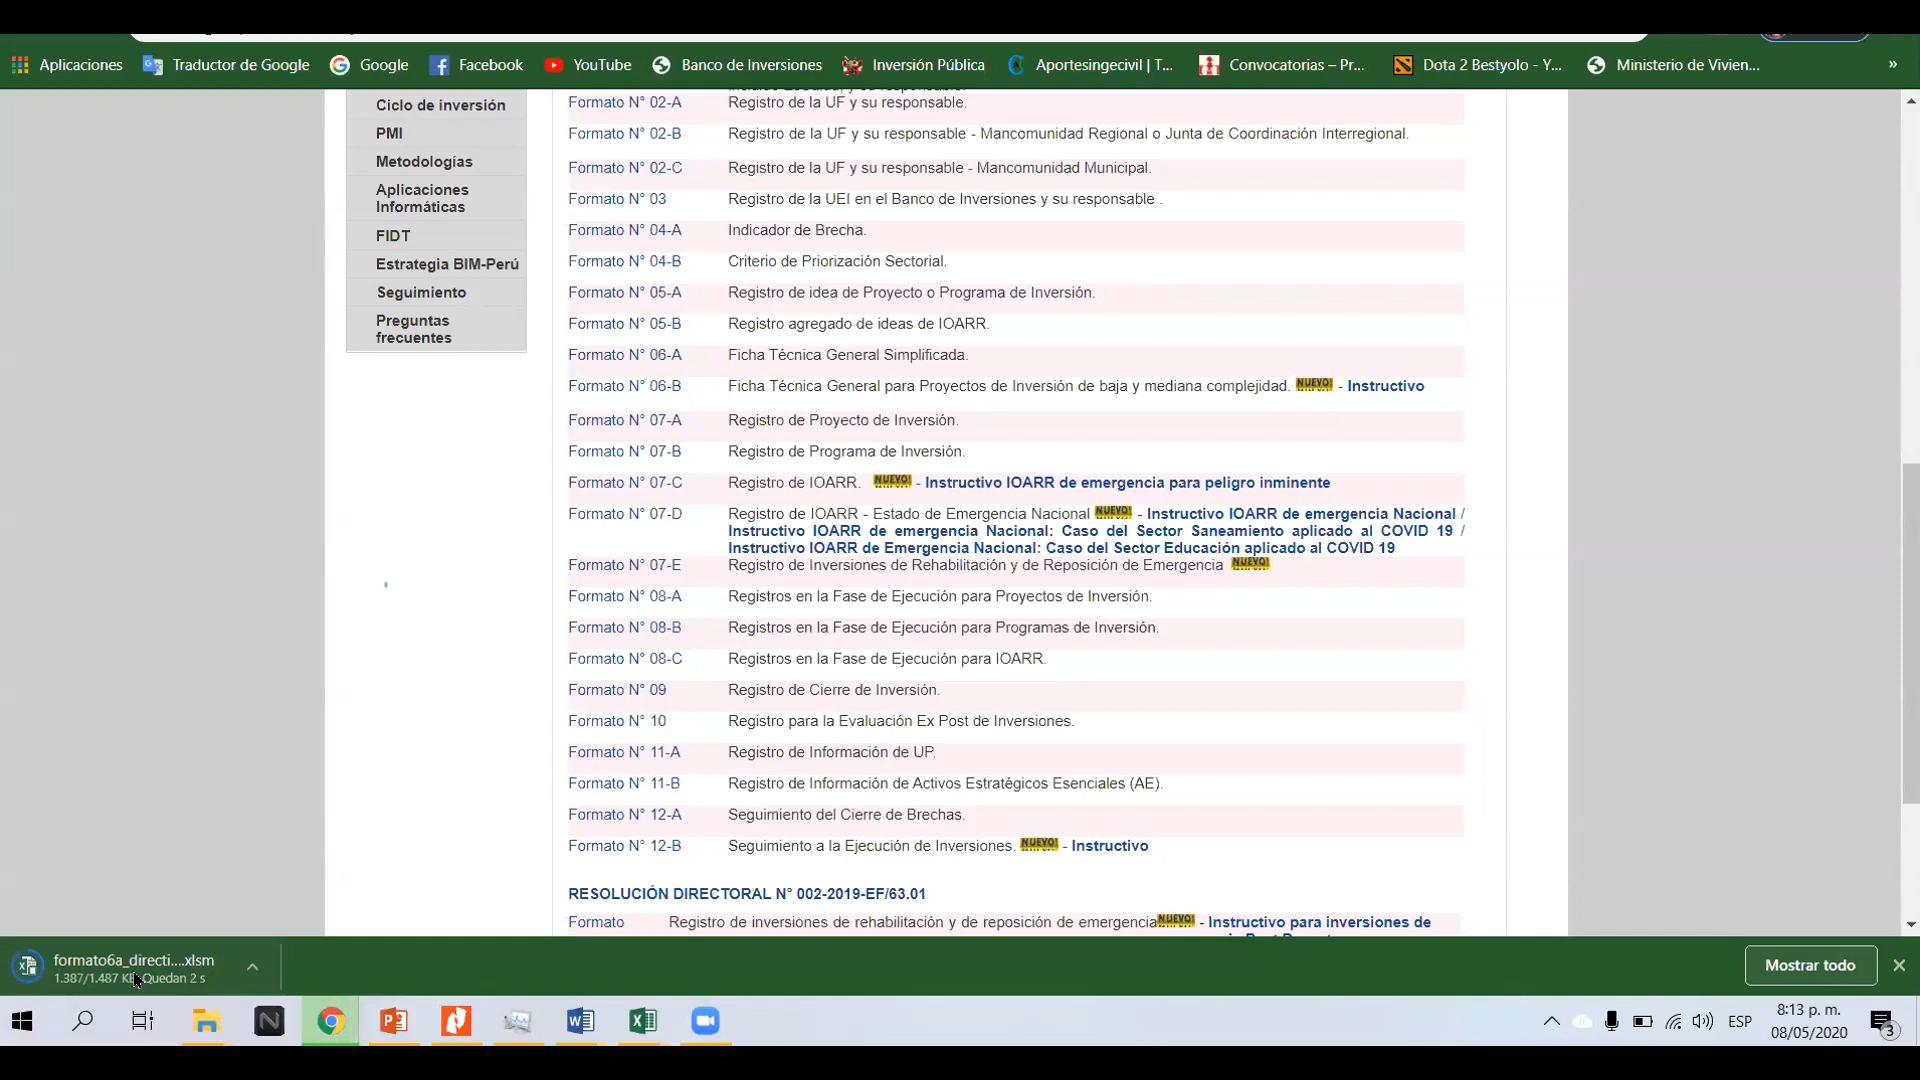 Aplicaciones Traductor de Google Google Facebook YouTube Banco de Inversiones Inversión Pública Aportesingecivil | T... Convocatorias – Pr... Dota 2 Bestyolo - Y... Ministerio de Vivien... »
Ciclo de inversión
PMI
Metodologías
Aplicaciones
Informáticas
FIDT
Estrategia BIM-Perú
Seguimiento
Preguntas
frecuentes
Formato N° 02-A Registro de la UF y su responsable.
Formato N° 02-B Registro de la UF y su responsable - Mancomunidad Regional o Junta de Coordinación Interregional.
Formato N° 02-C Registro de la UF y su responsable - Mancomunidad Municipal.
Formato N° 03 Registro de la UEI en el Banco de Inversiones y su responsable .
Formato N° 04-A Indicador de Brecha.
Formato N° 04-B Criterio de Priorización Sectorial.
Formato N° 05-A Registro de idea de Proyecto o Programa de Inversión.
Formato N° 05-B Registro agregado de ideas de IOARR.
Formato N° 06-A Ficha Técnica General Simplificada.
Formato N° 06-B Ficha Técnica General para Proyectos de Inversión de baja y mediana complejidad. NUEVO! - Instructivo
Formato N° 07-A Registro de Proyecto de Inversión.
Formato N° 07-B Registro de Programa de Inversión.
Formato N° 07-C Registro de IOARR. NUEVO! - Instructivo IOARR de emergencia para peligro inminente
Formato N° 07-D Registro de IOARR - Estado de Emergencia Nacional NUEVO! - Instructivo IOARR de emergencia Nacional /
Instructivo IOARR de emergencia Nacional: Caso del Sector Saneamiento aplicado al COVID 19 /
Instructivo IOARR de Emergencia Nacional: Caso del Sector Educación aplicado al COVID 19
Formato N° 07-E Registro de Inversiones de Rehabilitación y de Reposición de Emergencia NUEVO!
Formato N° 08-A Registros en la Fase de Ejecución para Proyectos de Inversión.
Formato N° 08-B Registros en la Fase de Ejecución para Programas de Inversión.
Formato N° 08-C Registros en la Fase de Ejecución para IOARR.
Formato N° 09 Registro de Cierre de Inversión.
Formato N° 10 Registro para la Evaluación Ex Post de Inversiones.
Formato N° 11-A Registro de Información de UP.
Formato N° 11-B Registro de Información de Activos Estratégicos Esenciales (AE).
Formato N° 12-A Seguimiento del Cierre de Brechas.
Formato N° 12-B Seguimiento a la Ejecución de Inversiones. NUEVO! - Instructivo
RESOLUCIÓN DIRECTORAL N° 002-2019-EF/63.01
Formato Registro de inversiones de rehabilitación y de reposición de emergencia NUEVO! - Instructivo para inversiones de
formato6a_directi....xlsm
1.387/1.487 Quedan 2 s
Mostrar todo
ESP
8:13 p. m.
08/05/2020
3